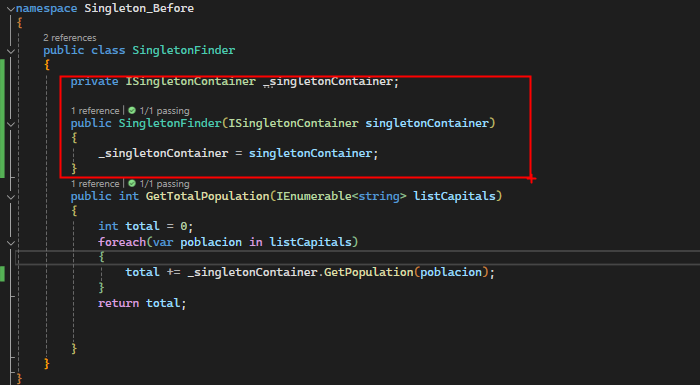 namespace Singleton_Before
{
2 references
public class SingletonFinder
{
private ISingletonContainer _singletonContainer;
1 reference | 1/1 passing
public SingletonFinder(ISingletonContainer singletonContainer)
{
_singletonContainer = singletonContainer;
}
1 reference | 1/1 passing
public int GetTotalPopulation(IEnumerable<string> listCapitals)
{
int total = 0;
foreach(var poblacion in listCapitals)
{
total += _singletonContainer.GetPopulation(poblacion);
}
return total;
}
}
}